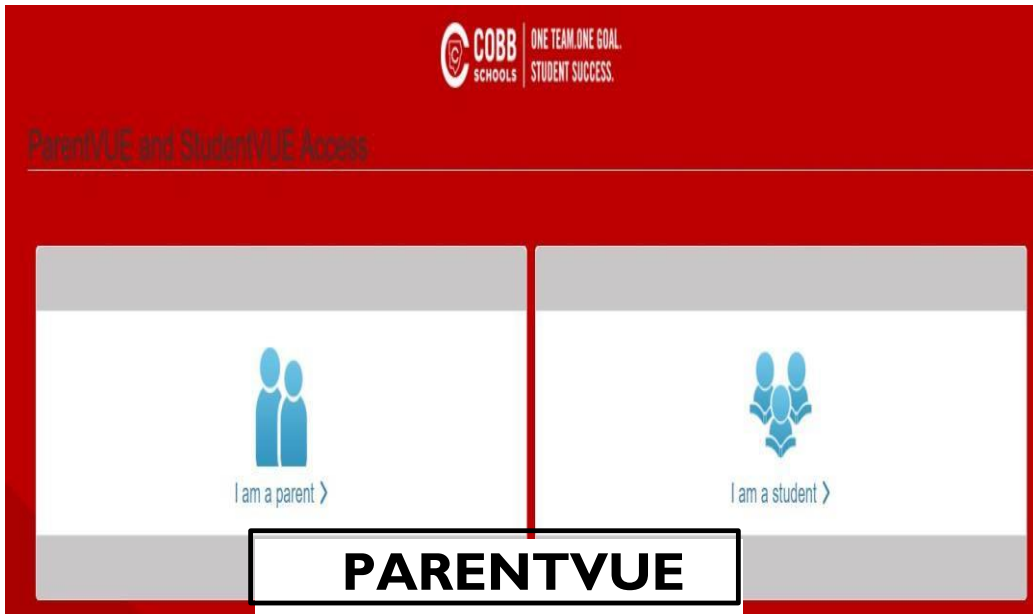 COBB
SCHOOLS
ONE TEAM.ONE GOAL.
STUDENT SUCCESS.
ParentVUE and StudentVUE Access
I am a parent >
I am a student >
PARENTVUE